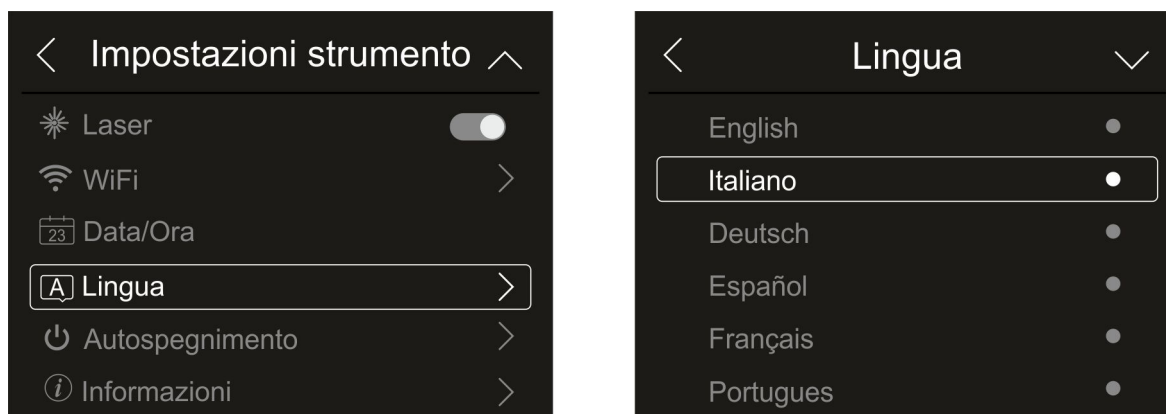 Impostazioni strumento
Laser
WiFi
23 Data/Ora
A Lingua
Autospegnimento
i Informazioni
Lingua
English
Italiano
Deutsch
Español
Français
Portugues